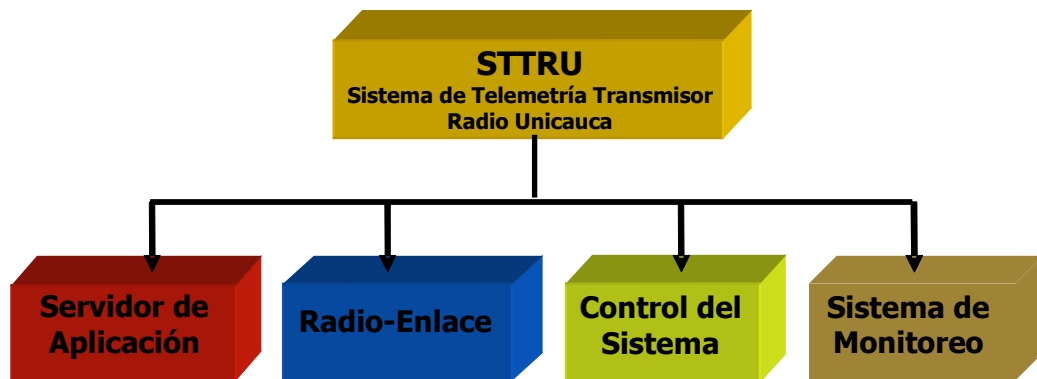 STTRU
Sistema de Telemetría Transmisor
Radio Unicauca
Servidor de
Aplicación
Radio-Enlace
Control del
Sistema
Sistema de
Monitoreo